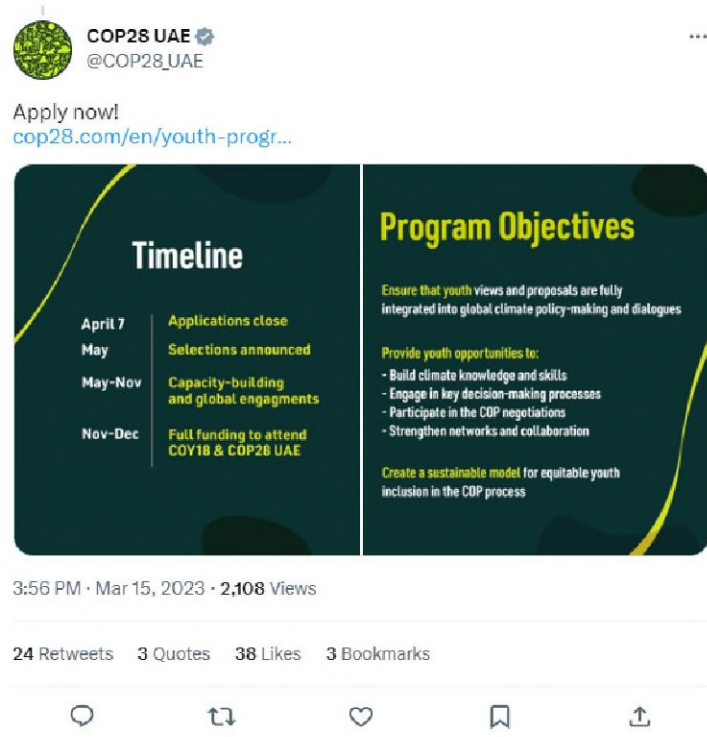 COP28 UAE
@COP28_UAE
...
Apply now!
cop28.com/en/youth-progr...
Timeline
April 7 Applications close
May Selections announced
May-Nov Capacity-building
and global engagments
Nov-Dec Full funding to attend
COY18 & COP28 UAE
Program Objectives
Ensure that youth views and proposals are fully
integrated into global climate policy-making and dialogues
Provide youth opportunities to:
- Build climate knowledge and skills
- Engage in key decision-making processes
- Participate in the COP negotiations
- Strengthen networks and collaboration
Create a sustainable model for equitable youth
inclusion in the COP process
3:56 PM · Mar 15, 2023 · 2,108 Views
24 Retweets 3 Quotes 38 Likes 3 Bookmarks